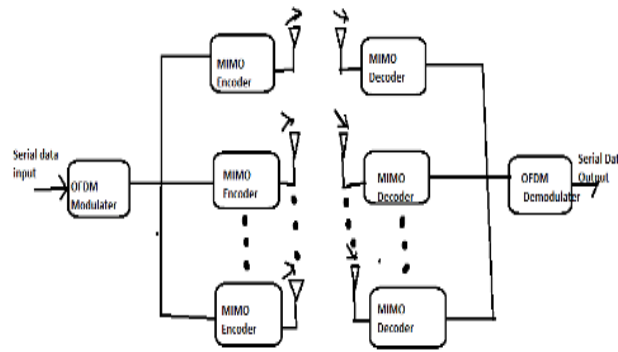 MIMO
Encoder
MIMO
Decoder
Serial data
input
OFDM
Modulater
MIMO
Encoder
MIMO
Decoder
OFDM
Demodulater
Serial Dat
Output
MIMO
Encoder
MIMO
Decoder